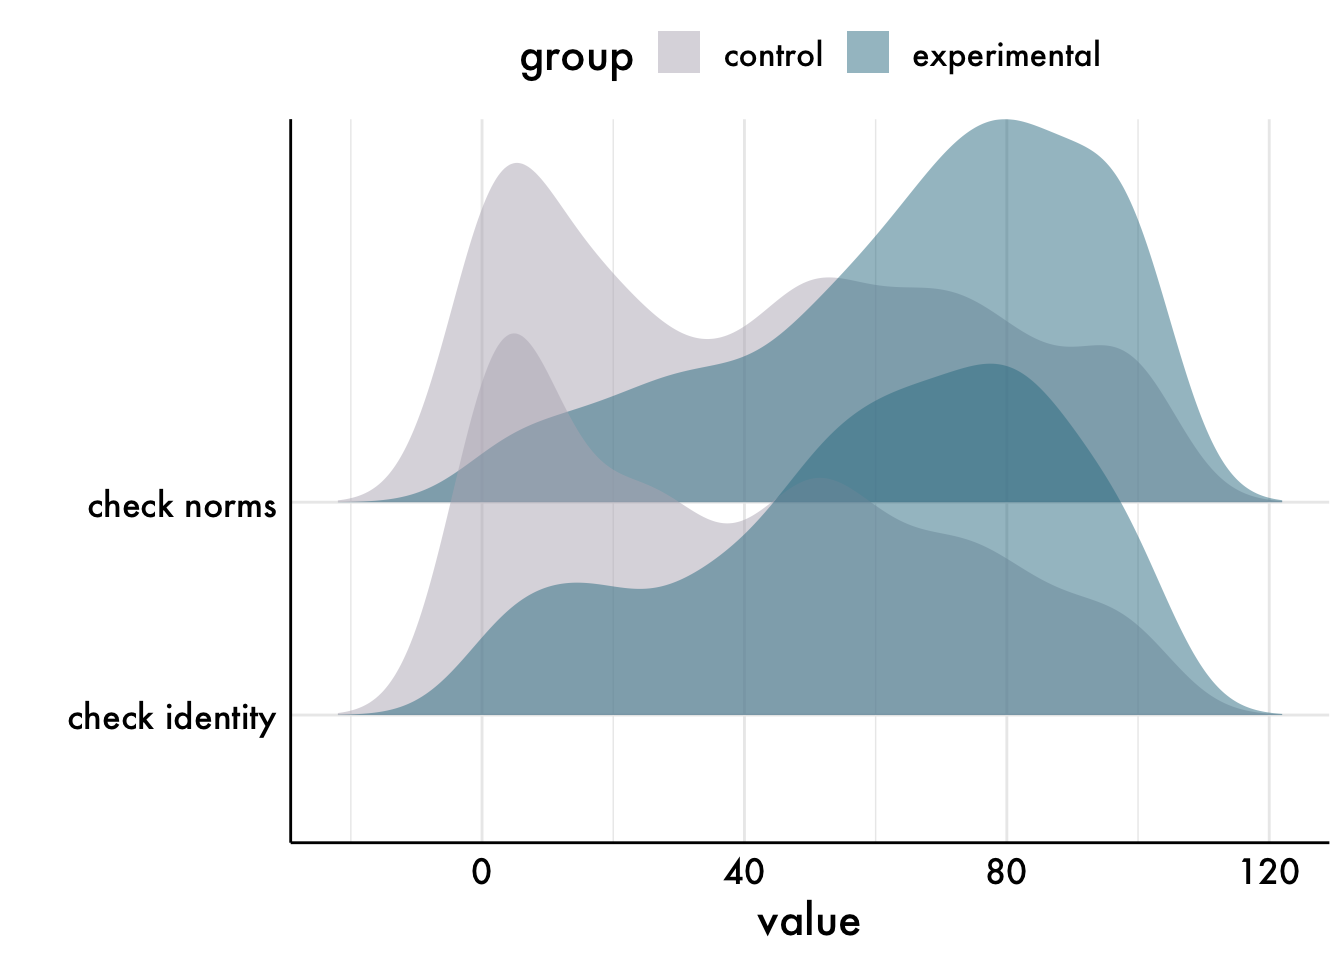 group control experimental
check norms
check identity
0 40 80 120
value